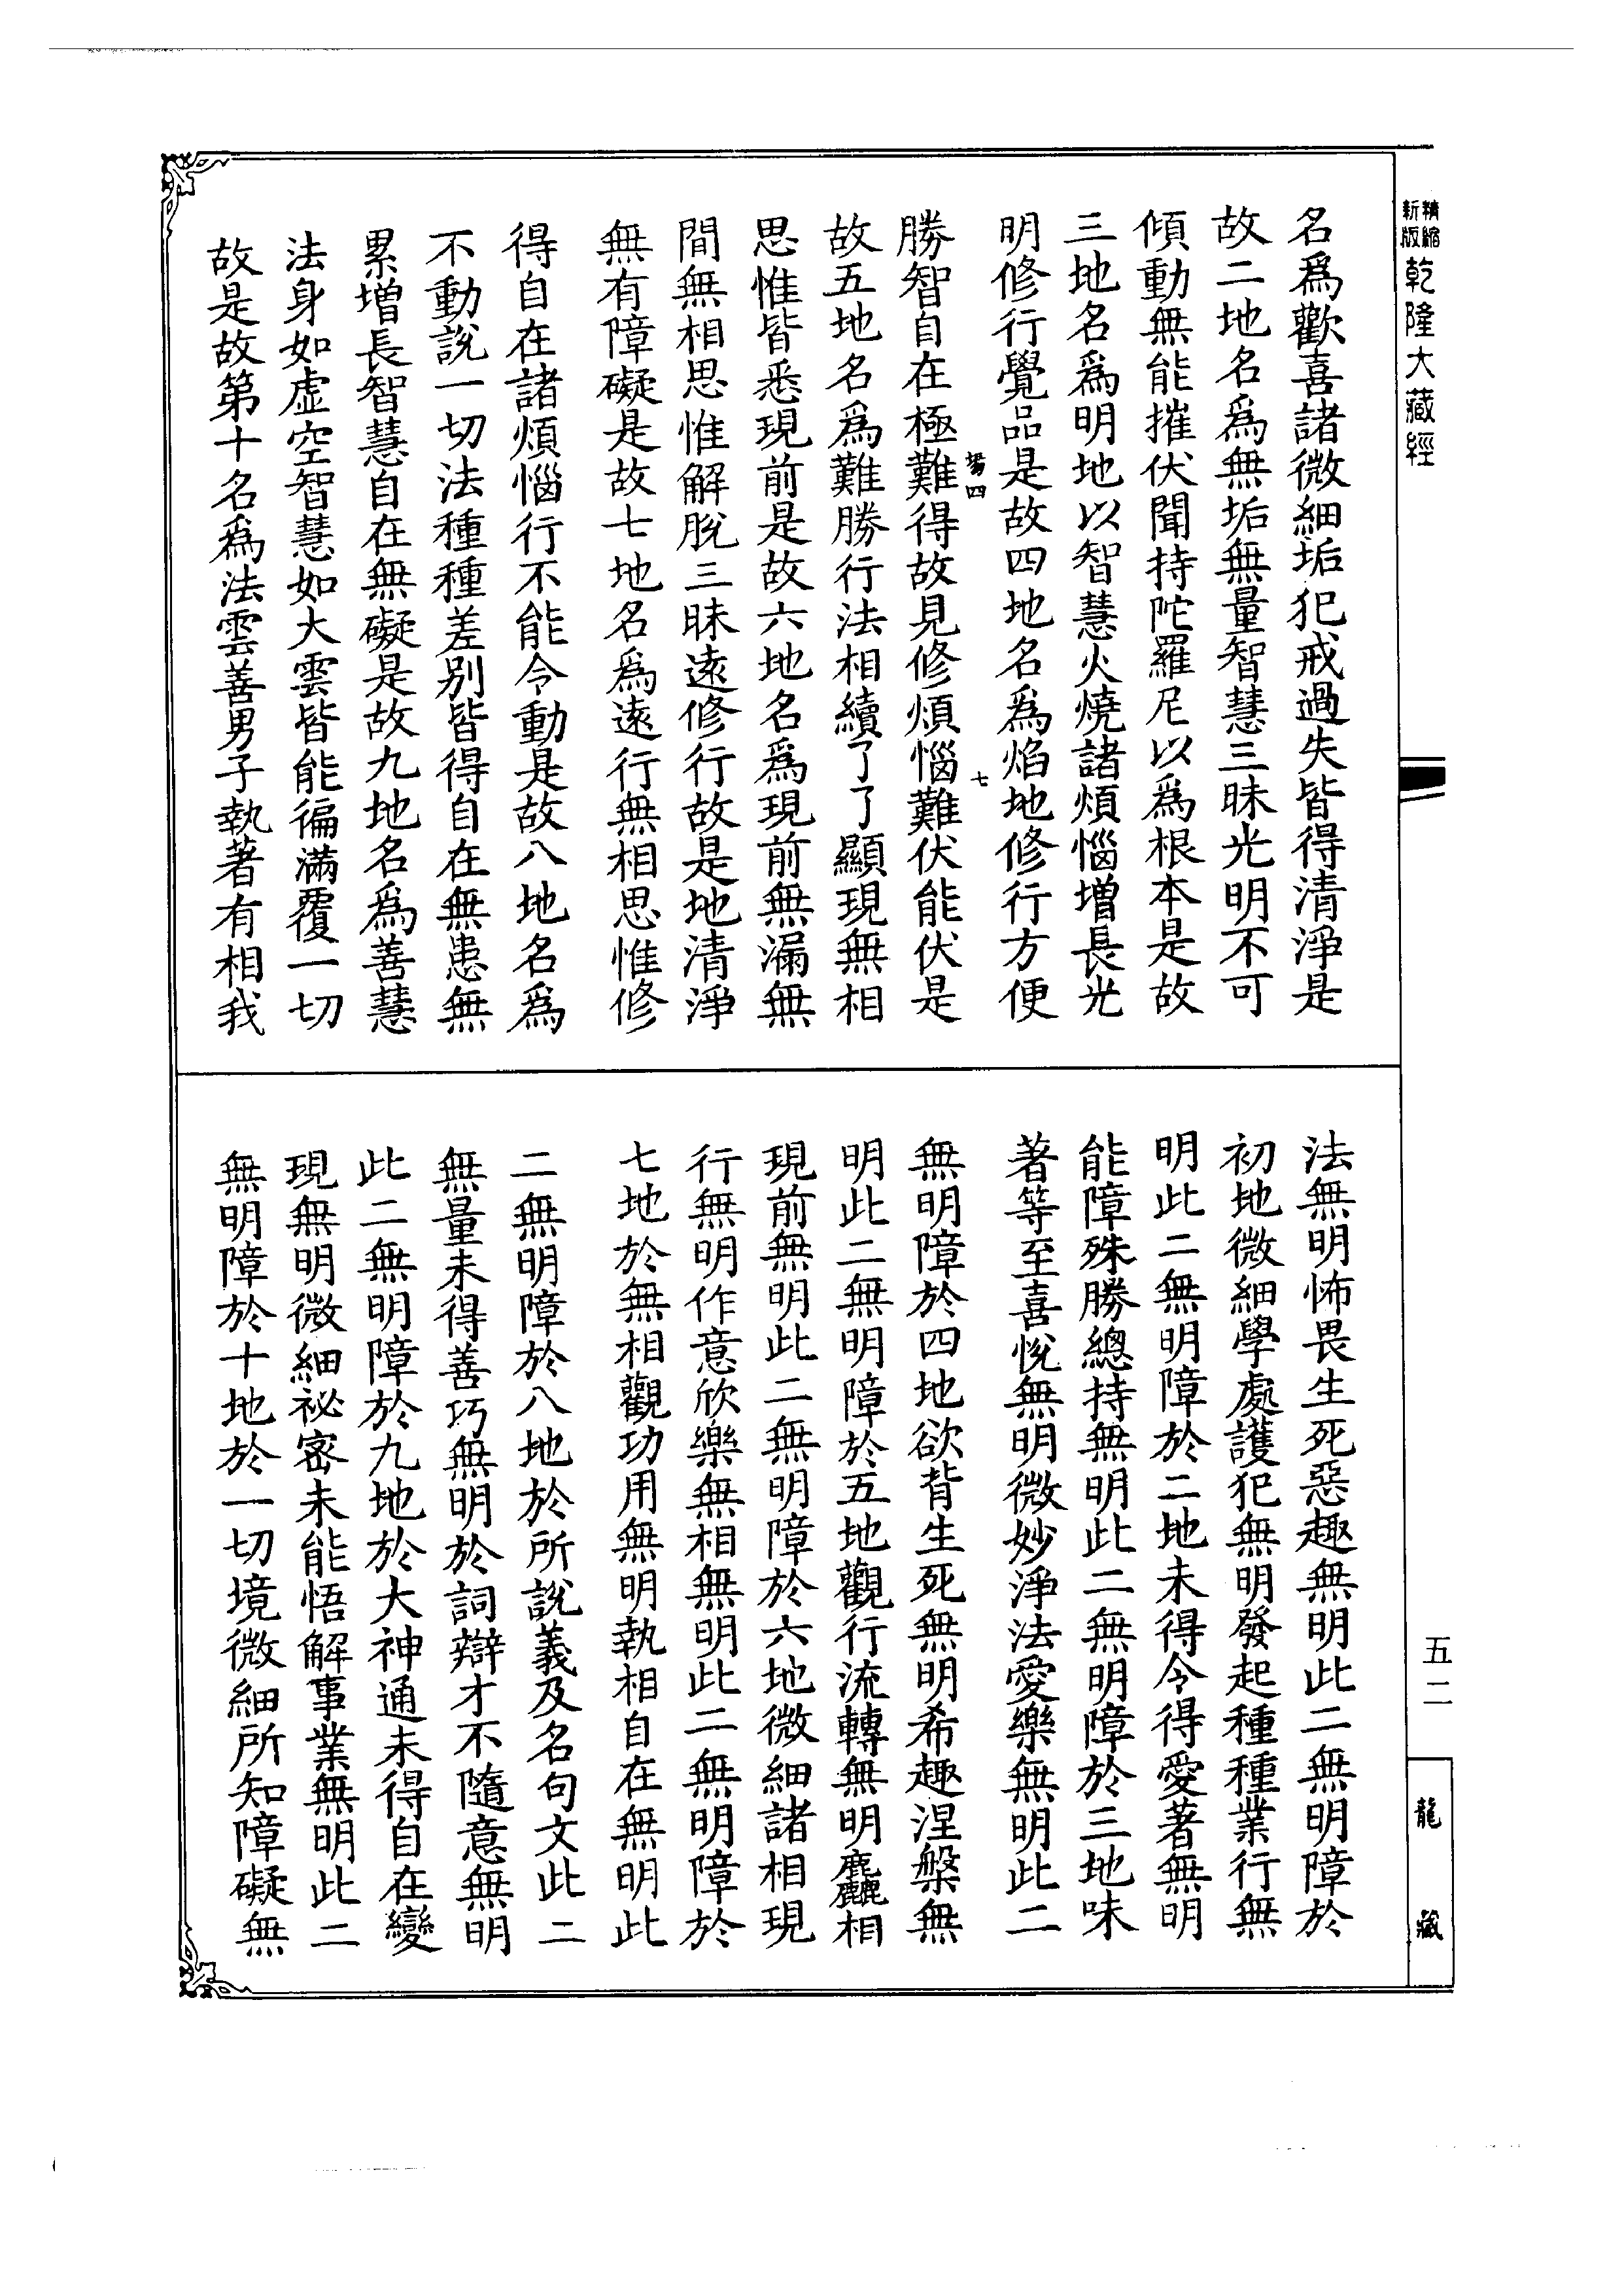 新版 精縮 乾隆大藏經
名爲歡喜諸微細垢犯戒過失皆得清淨是
故二地名爲無垢無量智慧三昧光明不可
傾動無能摧伏聞持陀羅尼以爲根本是故
三地名爲明地以智慧火燒諸煩惱增長光
明修行覺品是故四地名爲焰地修行方便
塲四 七
勝智自在極難得故見修煩惱難伏能伏是
故五地名爲難勝行法相續了了顯現無相
思惟皆悉現前是故六地名爲現前無漏無
間無相思惟解脫三昧遠修行故是地清淨
無有障礙是故七地名爲遠行無相思惟修
得自在諸煩惱行不能令動是故八地名爲
不動說一切法種種差别皆得自在無患無
累增長智慧自在無礙是故九地名爲善慧
法身如虛空智慧如大雲皆能徧滿覆一切
故是故第十名爲法雲善男子執著有相我
法無明怖畏生死惡趣無明此二無明障於
初地微細學處護犯無明發起種種業行無
明此二無明障於二地未得令得愛著無明
能障殊勝總持無明此二無明障於三地味
著等至喜悅無明微妙淨法愛樂無明此二
無明障於四地欲背生死無明希趣涅槃無
明此二無明障於五地觀行流轉無明麤相
現前無明此二無明障於六地微細諸相現
行無明作意欣樂無相無明此二無明障於
七地於無相觀功用無明執相自在無明此
二無明障於八地於所說義及名句文此二
無量未得善巧無明於詞辯才不隨意無明
此二無明障於九地於大神通未得自在變
現無明微細祕密未能悟解事業無明此二
無明障於十地於一切境微細所知障礙無
五二
龍藏